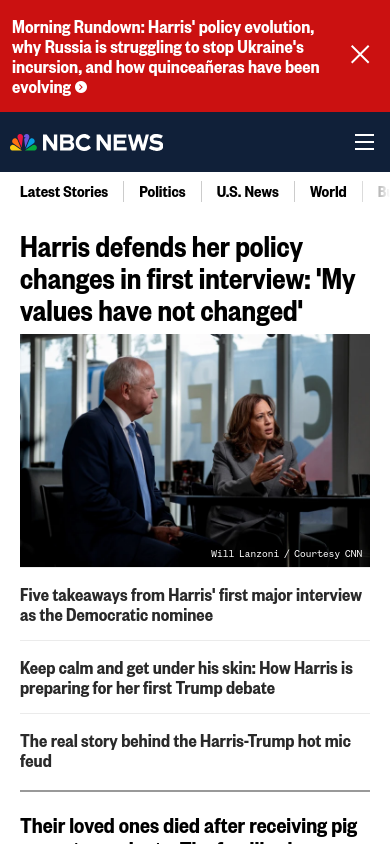 Morning Rundown: Harris' policy evolution,
why Russia is struggling to stop Ukraine's
incursion, and how quinceañeras have been
evolving
NBC NEWS
Latest Stories
Politics
U.S. News
World
Harris defends her policy
changes in first interview: 'My
values have not changed'
Will Lanzoni / Courtesy CNN
Five takeaways from Harris' first major interview
as the Democratic nominee
Keep calm and get under his skin: How Harris is
preparing for her first Trump debate
The real story behind the Harris-Trump hot mic
feud
Their loved ones died after receiving pig